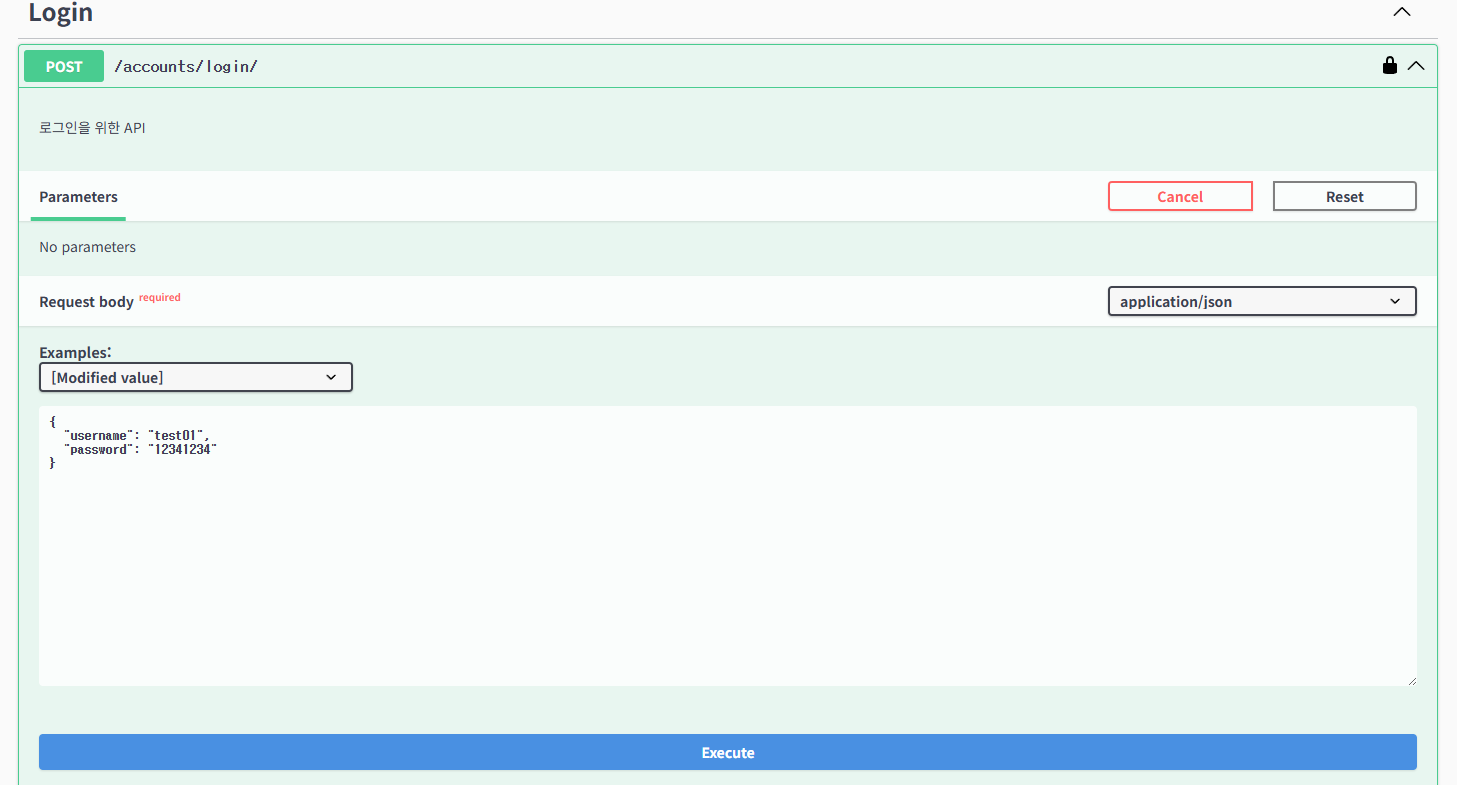 Login
POST /accounts/login/
로그인을 위한 API
Parameters Cancel Reset
No parameters
Request body required application/json
Examples:
[Modified value]
{
"username": "test01",
"password": "12341234"
}
Execute